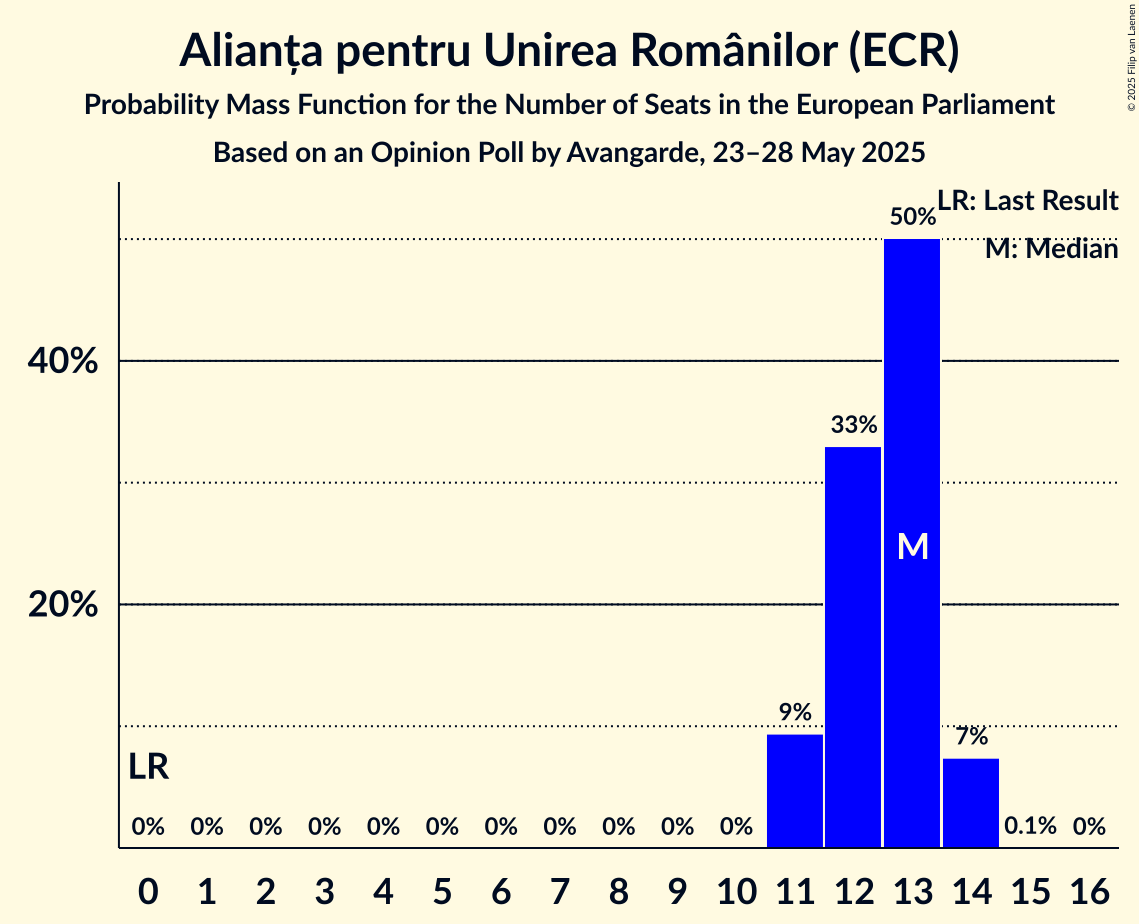 Alianța pentru Unirea Românilor (ECR)
Probability Mass Function for the Number of Seats in the European Parliament
Based on an Opinion Poll by Avangarde, 23–28 May 2025
© 2025 Filip van Laenen
LR: Last Result
M: Median
50%
40%
33%
M
20%
9%
7%
LR
0% 0% 0% 0% 0% 0% 0% 0% 0% 0% 0% 0.1% 0%
0 1 2 3 4 5 6 7 8 9 10 11 12 13 14 15 16